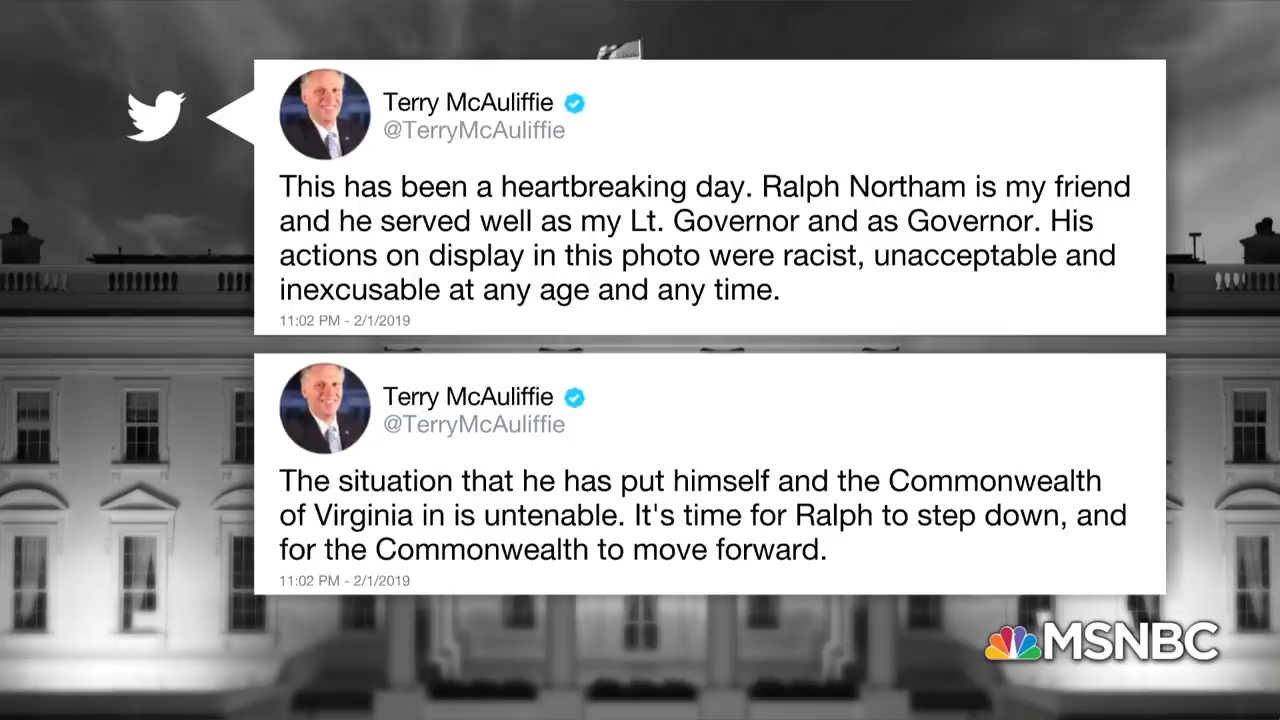 Terry McAuliffie
@TerryMcAuliffie
This has been a heartbreaking day. Ralph Northam is my friend
and he served well as my Lt. Governor and as Governor. His
actions on display in this photo were racist, unacceptable and
inexcusable at any age and any time.
11:02 PM - 2/1/2019
Terry McAuliffie
@TerryMcAuliffie
The situation that he has put himself and the Commonwealth
of Virginia in is untenable. It's time for Ralph to step down, and
for the Commonwealth to move forward.
11:02 PM - 2/1/2019
MSNBC